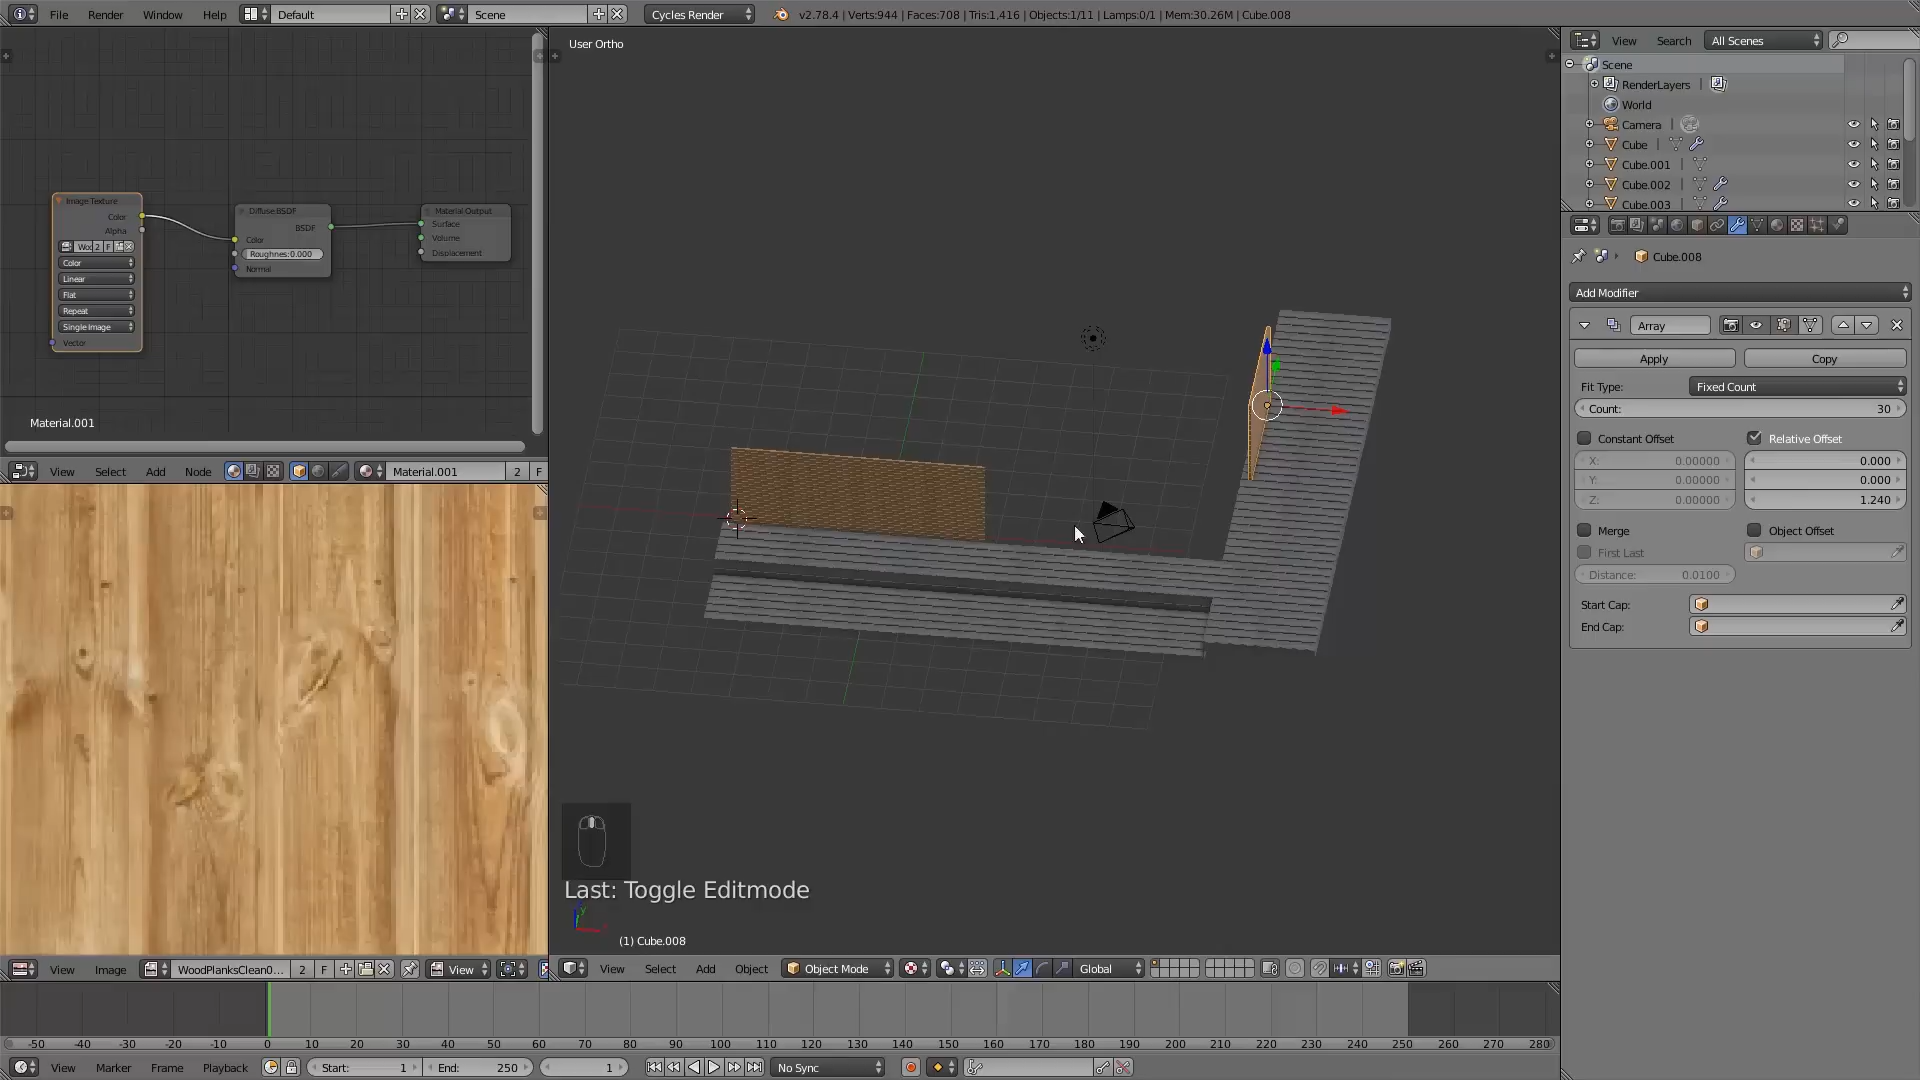 File Render Window Help Default Scene Cycles Render v2.78.4 | Verts:944 | Faces:708 | Tris:1,416 | Objects:1/11 | Lamps:0/1 | Mem:30.26M | Cube.008
User Ortho
View Search All Scenes
Scene
RenderLayers
World
Camera
Cube
Cube.001
Cube.002
Cube.003
Image Texture
Color
Alpha
2 F
Color
Linear
Flat
Repeat
Single Image
Vector
Diffuse BSDF
BSDF
Color
Roughnes:0.000
Normal
Material Output
Surface
Volume
Displacement
Material.001
View Select Add Node Material.001 2 F
Cube.008
Add Modifier
Array
Apply Copy
Fit Type: Fixed Count
Count: 30
Constant Offset Relative Offset
X: 0.00000 0.000
Y: 0.00000 0.000
Z: 0.00000 1.240
Merge Object Offset
First Last
Distance: 0.0100
Start Cap:
End Cap:
Last: Toggle Editmode
(1) Cube.008
View Image WoodPlanksClean0... 2 F View
View Select Add Object Object Mode Global
-50 -40 -30 -20 -10 0 10 20 30 40 50 60 70 80 90 100 110 120 130 140 150 160 170 180 190 200 210 220 230 240 250 260 270 280
View Marker Frame Playback Start: 1 End: 250 1 No Sync